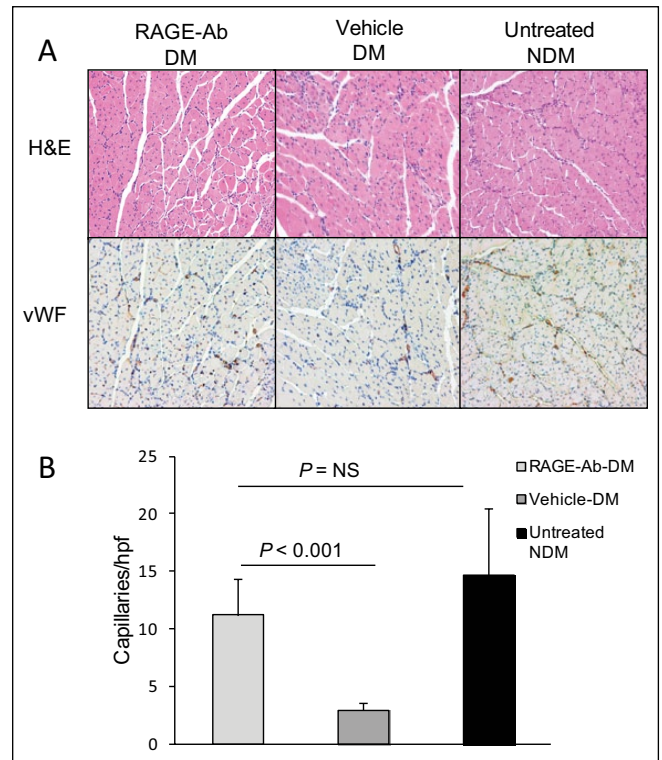 A
RAGE-Ab
DM
Vehicle
DM
Untreated
NDM
H&E
vWF
B
25
20
15
10
5
0
Capillaries/hpf
P = NS
P < 0.001
RAGE-Ab-DM
Vehicle-DM
Untreated
NDM